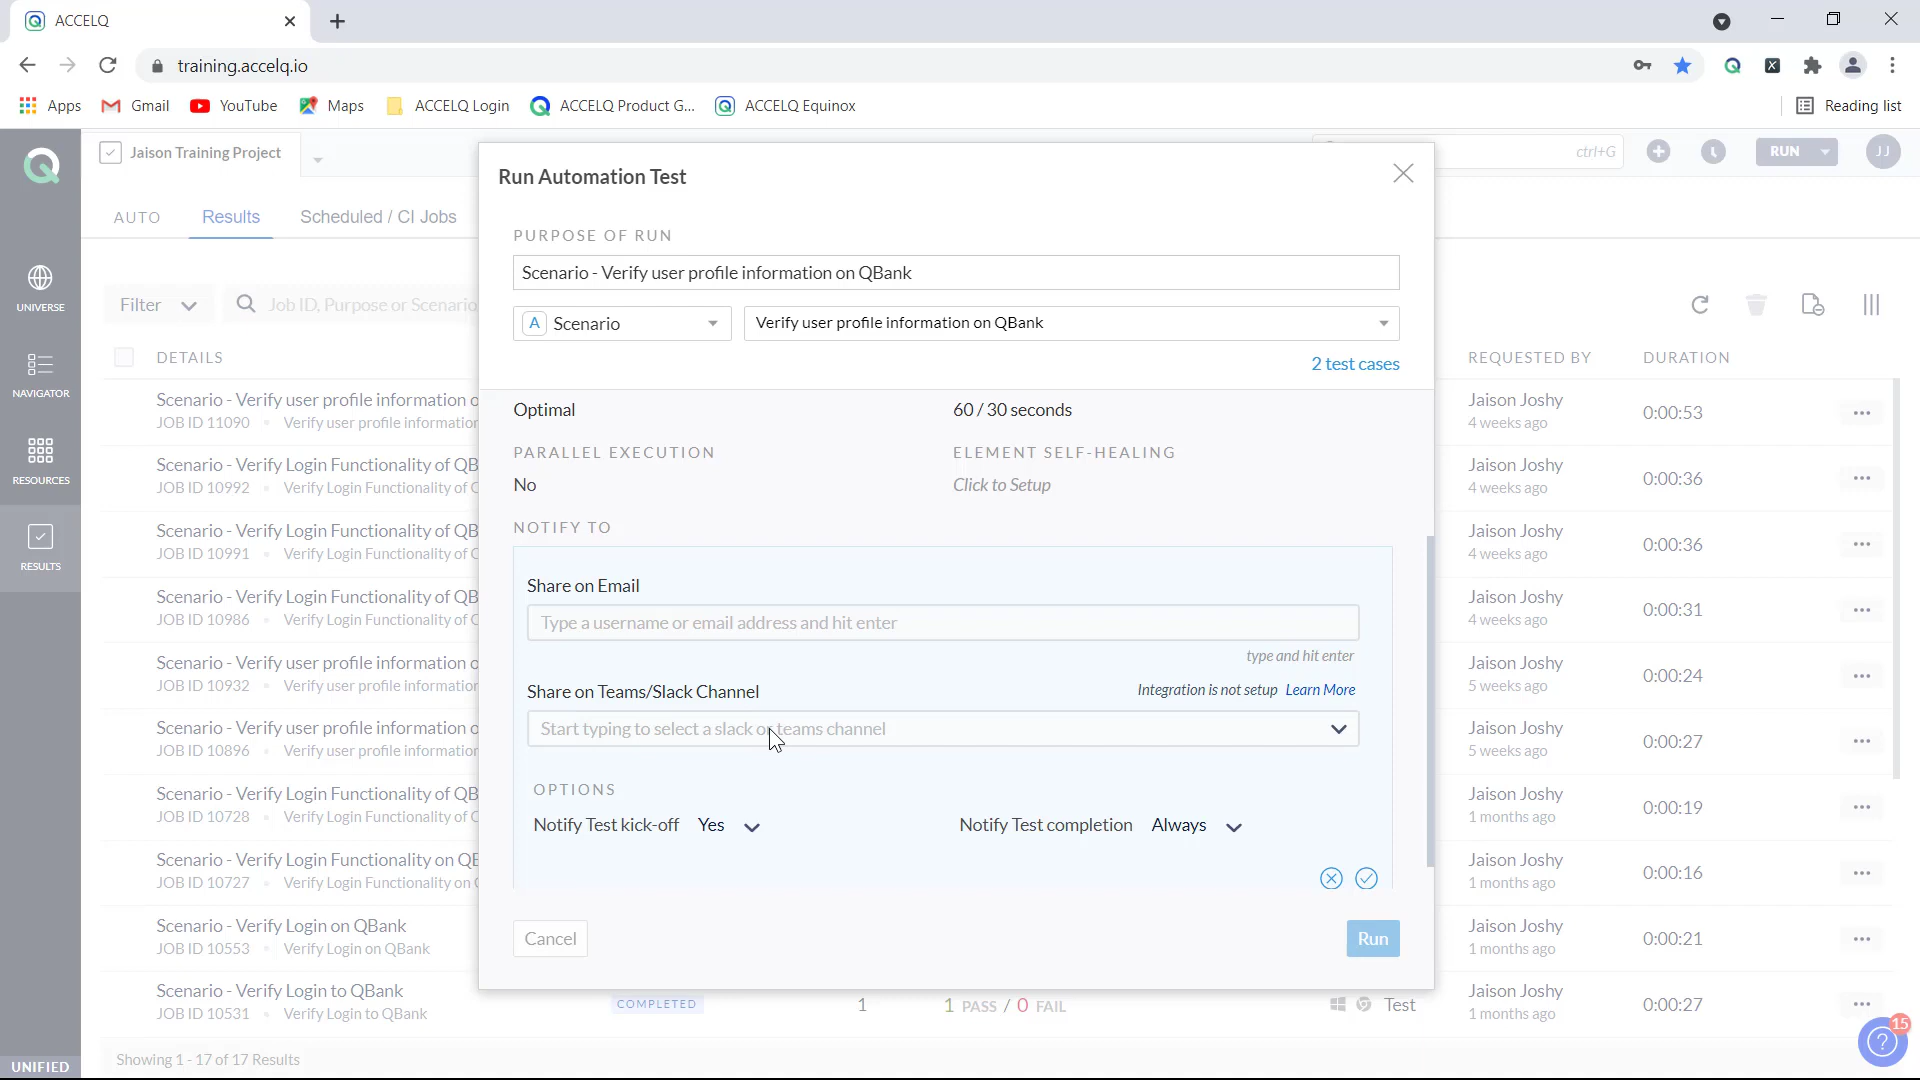 ACCELQ
training.accelq.io
Apps Gmail YouTube Maps ACCELQ Login ACCELQ Product G... ACCELQ Equinox Reading list
Jaison Training Project
ctrl+G
RUN
JJ
AUTO Results Scheduled / CI Jobs
Run Automation Test
PURPOSE OF RUN
Scenario - Verify user profile information on QBank
A Scenario
Verify user profile information on QBank
2 test cases
Optimal
60 / 30 seconds
PARALLEL EXECUTION
ELEMENT SELF-HEALING
No
Click to Setup
NOTIFY TO
Share on Email
Type a username or email address and hit enter
type and hit enter
Share on Teams/Slack Channel
Integration is not setup Learn More
Start typing to select a slack or teams channel
OPTIONS
Notify Test kick-off Yes
Notify Test completion Always
Cancel
Run
UNIVERSE
NAVIGATOR
RESOURCES
RESULTS
UNIFIED
Filter
Job ID, Purpose or Scenario
DETAILS
REQUESTED BY
DURATION
Scenario - Verify user profile information o
JOB ID 11090 Verify user profile information
Jaison Joshy
4 weeks ago
0:00:53
Scenario - Verify Login Functionality of QB
JOB ID 10992 Verify Login Functionality of Q
Jaison Joshy
4 weeks ago
0:00:36
Scenario - Verify Login Functionality of QB
JOB ID 10991 Verify Login Functionality of Q
Jaison Joshy
4 weeks ago
0:00:36
Scenario - Verify Login Functionality of QB
JOB ID 10986 Verify Login Functionality of Q
Jaison Joshy
4 weeks ago
0:00:31
Scenario - Verify user profile information o
JOB ID 10932 Verify user profile information
Jaison Joshy
5 weeks ago
0:00:24
Scenario - Verify user profile information o
JOB ID 10896 Verify user profile information
Jaison Joshy
5 weeks ago
0:00:27
Scenario - Verify Login Functionality of QB
JOB ID 10728 Verify Login Functionality of Q
Jaison Joshy
1 months ago
0:00:19
Scenario - Verify Login Functionality on QB
JOB ID 10727 Verify Login Functionality on Q
Jaison Joshy
1 months ago
0:00:16
Scenario - Verify Login on QBank
JOB ID 10553 Verify Login on QBank
Jaison Joshy
1 months ago
0:00:21
Scenario - Verify Login to QBank
JOB ID 10531 Verify Login to QBank
COMPLETED
1
1 PASS / 0 FAIL
Test
Jaison Joshy
1 months ago
0:00:27
Showing 1 - 17 of 17 Results
15